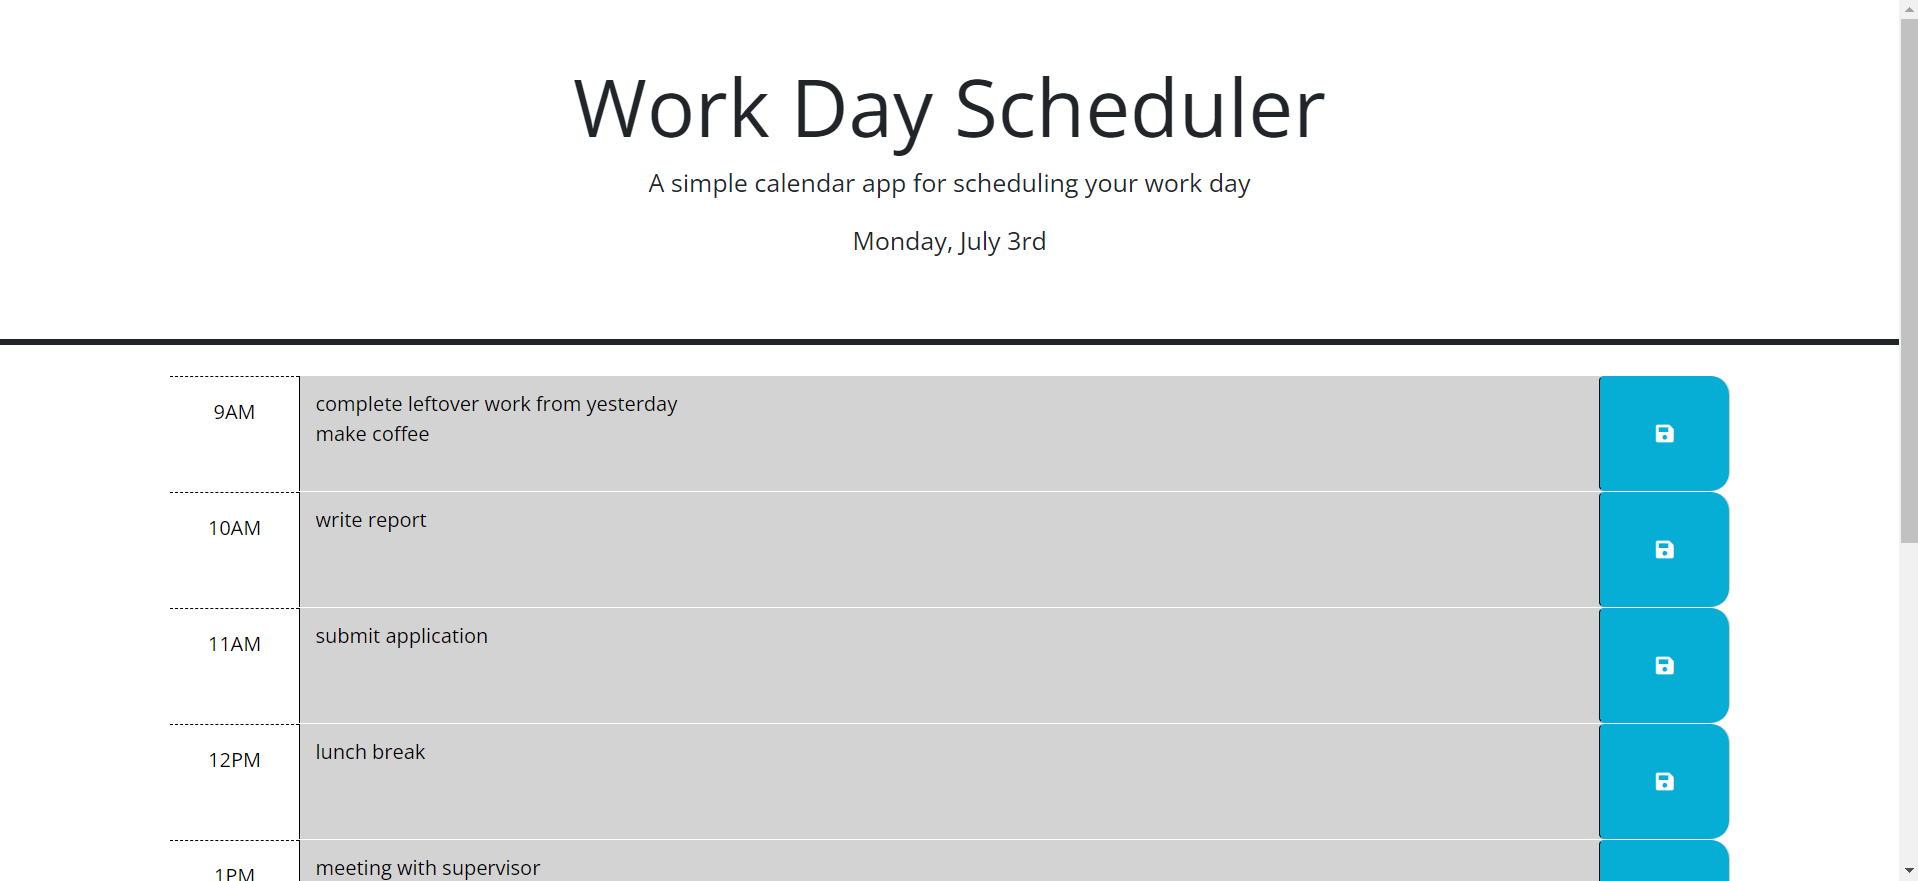 Work Day Scheduler
A simple calendar app for scheduling your work day
Monday, July 3rd
9AM
complete leftover work from yesterday
make coffee
10AM
write report
11AM
submit application
12PM
lunch break
1PM
meeting with supervisor